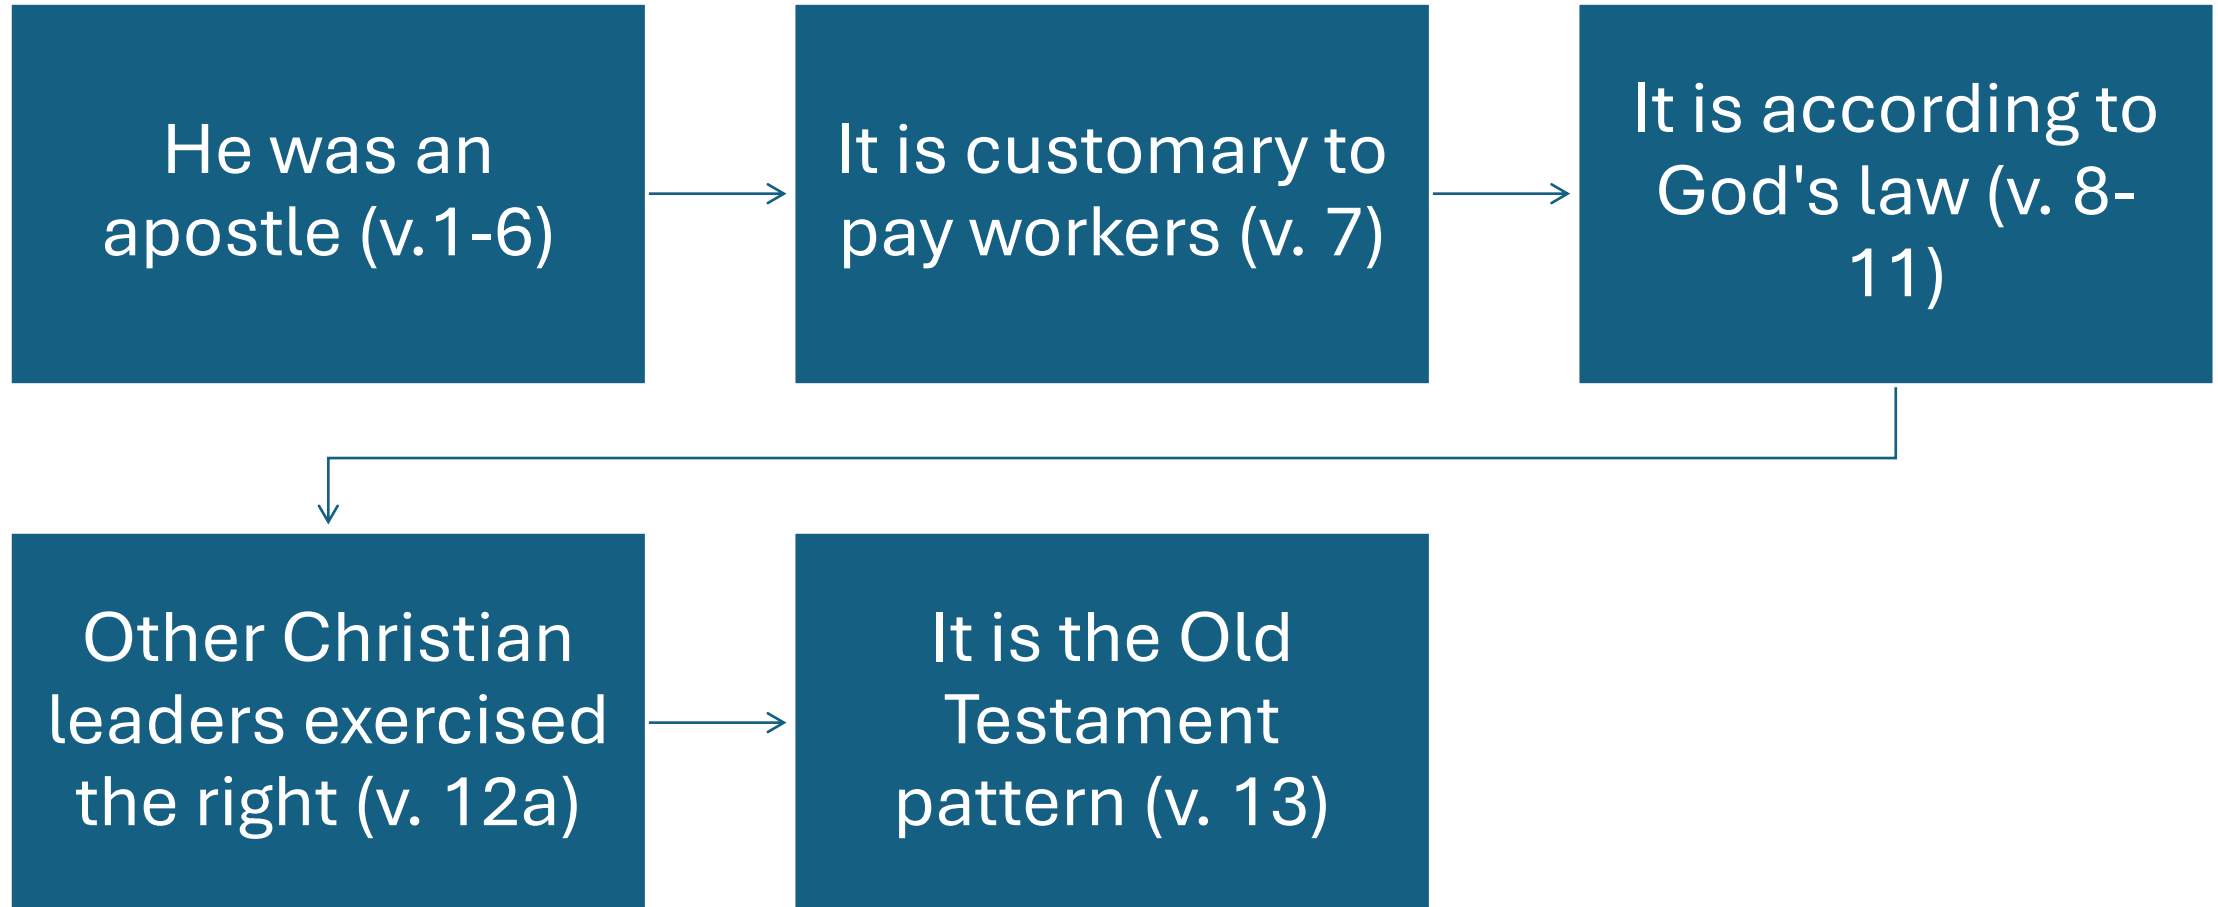 He was an
apostle (v.1-6)
It is customary to
pay workers (v. 7)
It is according to
God's law (v. 8-
11)
Other Christian
leaders exercised
the right (v. 12a)
It is the Old
Testament
pattern (v. 13)